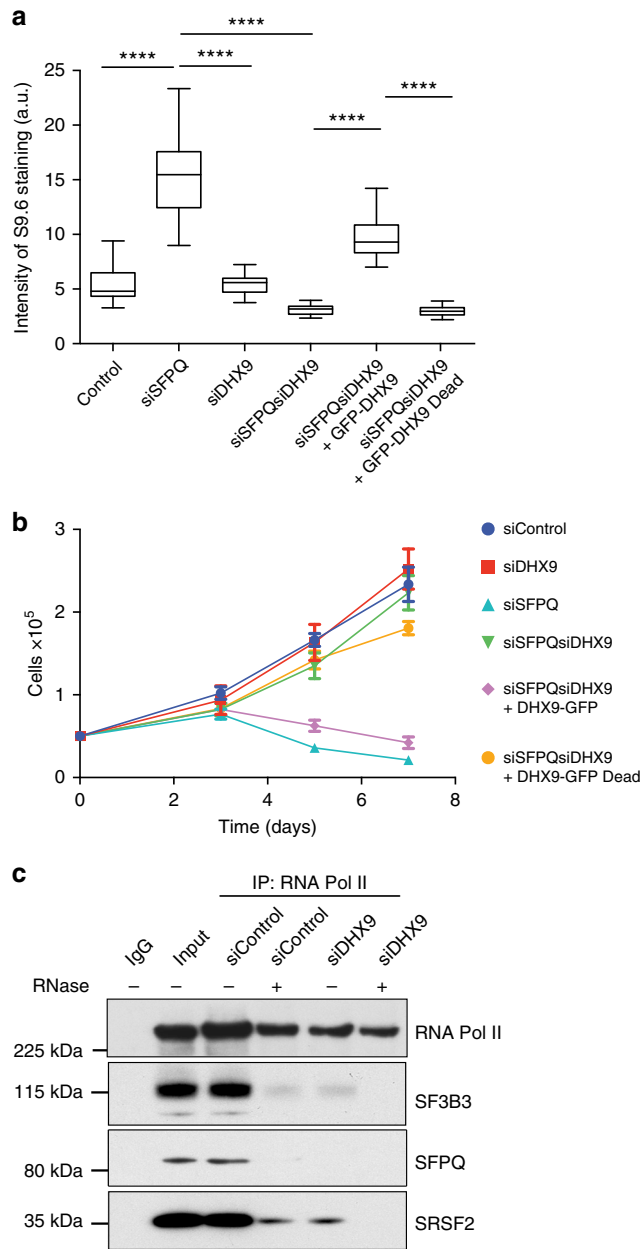 a
****
**** ****
****
****
25
20
15
10
5
0
Intensity of S9.6 staining (a.u.)
Control
siSFPQ
siDHX9
siSFPQsiDHX9
siSFPQsiDHX9
+ GFP-DHX9
siSFPQsiDHX9
+ GFP-DHX9 Dead
b
3
2
1
0
Cells ×10⁵
0 2 4 6 8
Time (days)
siControl
siDHX9
siSFPQ
siSFPQsiDHX9
siSFPQsiDHX9
+ DHX9-GFP
siSFPQsiDHX9
+ DHX9-GFP Dead
c
IP: RNA Pol II
IgG Input siControl siControl siDHX9 siDHX9
RNase – – – + – +
225 kDa RNA Pol II
115 kDa SF3B3
80 kDa SFPQ
35 kDa SRSF2